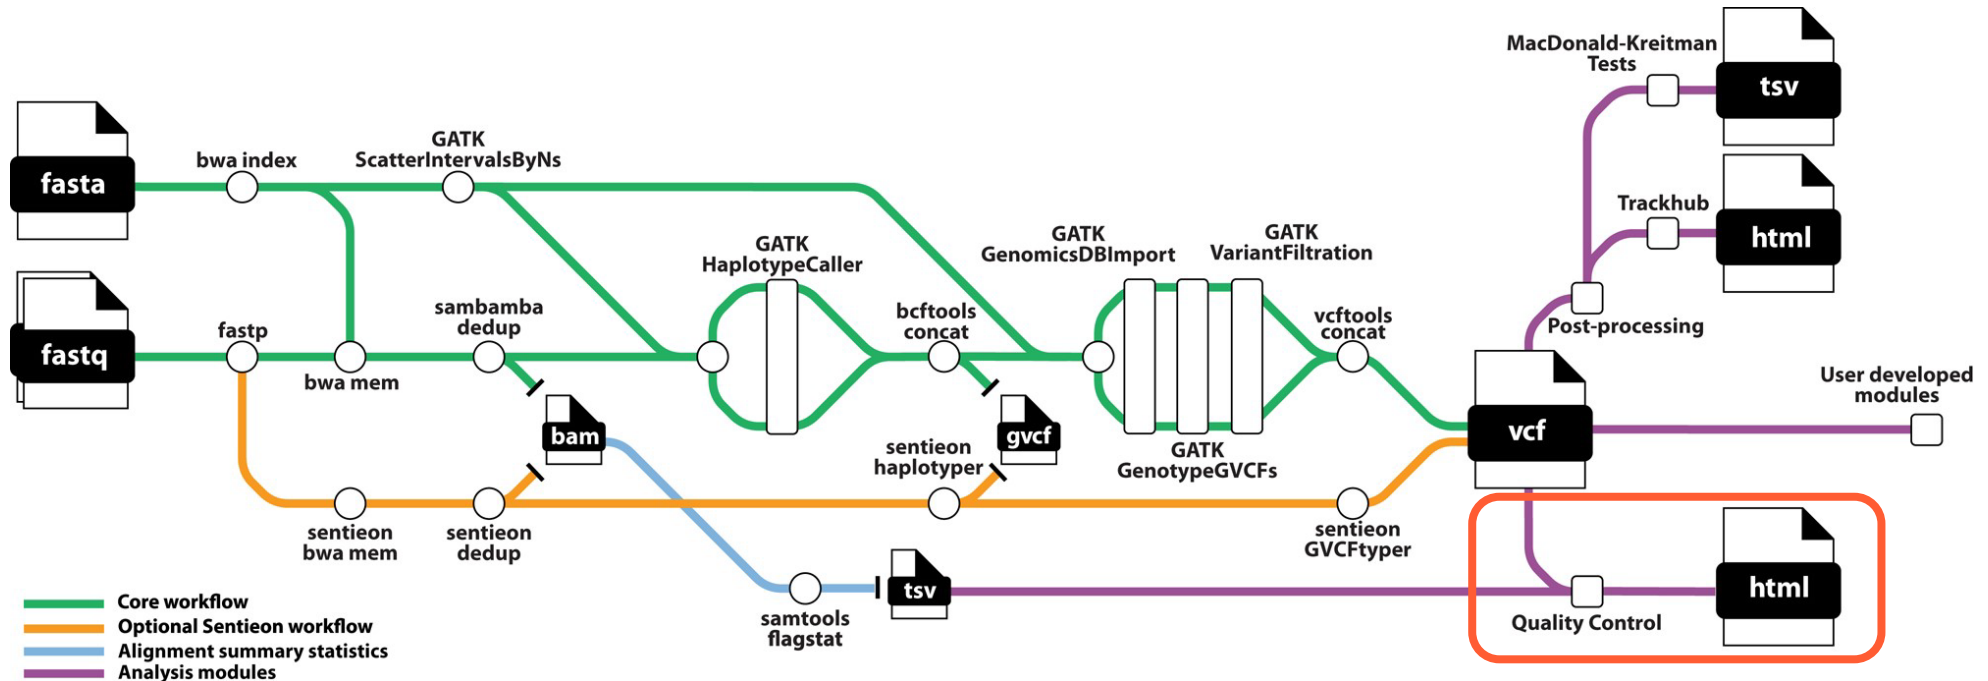 MacDonald-Kreitman
Tests
tsv
GATK
ScatterIntervalsByNs
bwa index
fasta
Trackhub
html
GATK
HaplotypeCaller
GATK
GenomicsDBImport
GATK
VariantFiltration
sambamba
dedup
bcftools
concat
vcftools
concat
Post-processing
fastp
fastq
bwa mem
User developed
modules
bam
gvcf
vcf
sentieon
haplotyper
GATK
GenotypeGVCFs
sentieon
bwa mem
sentieon
dedup
sentieon
GVCFtyper
tsv
html
samtools
flagstat
Quality Control
Core workflow
Optional Sentieon workflow
Alignment summary statistics
Analysis modules